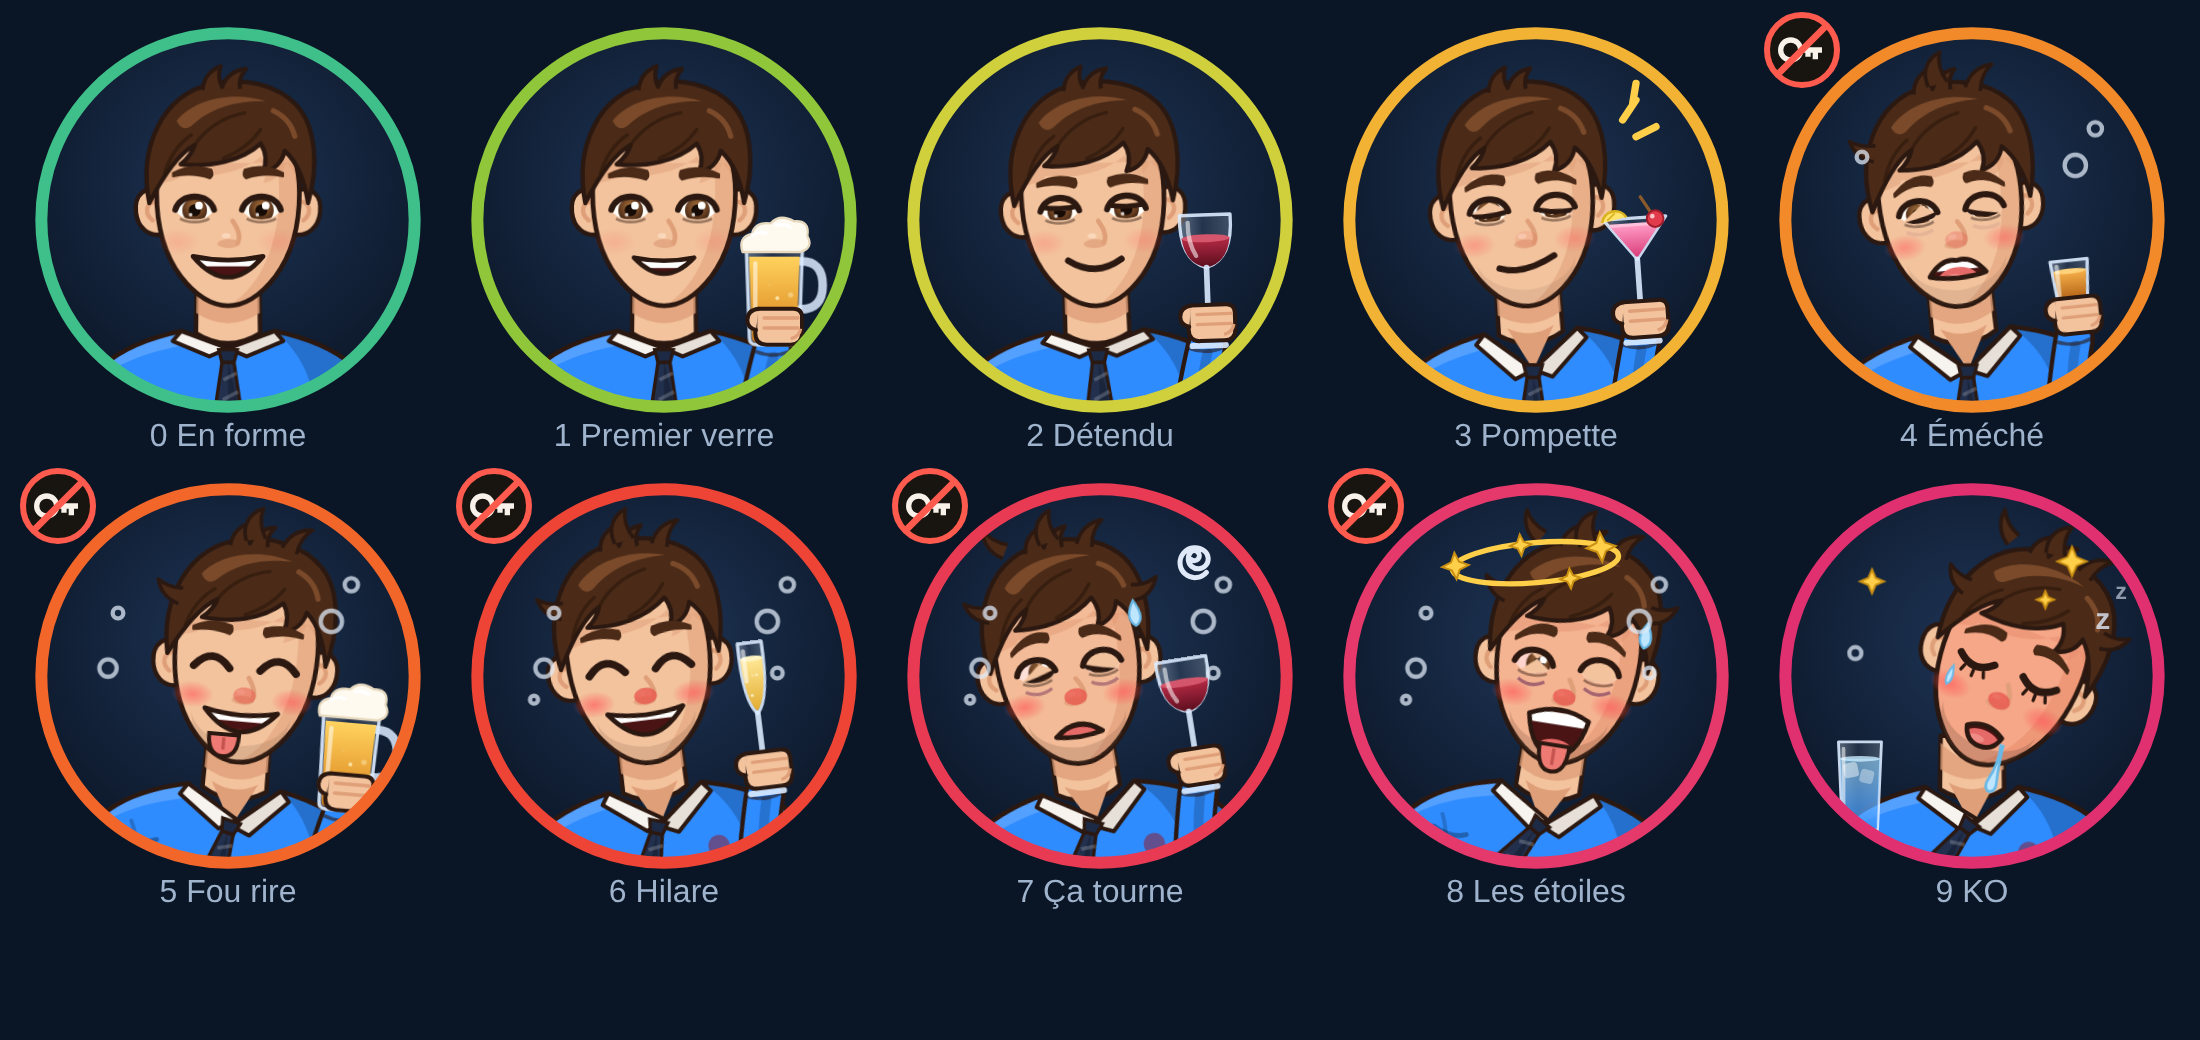 0 En forme
1 Premier verre
2 Détendu
3 Pompette
4 Éméché
z
z
5 Fou rire
6 Hilare
7 Ça tourne
8 Les étoiles
9 KO